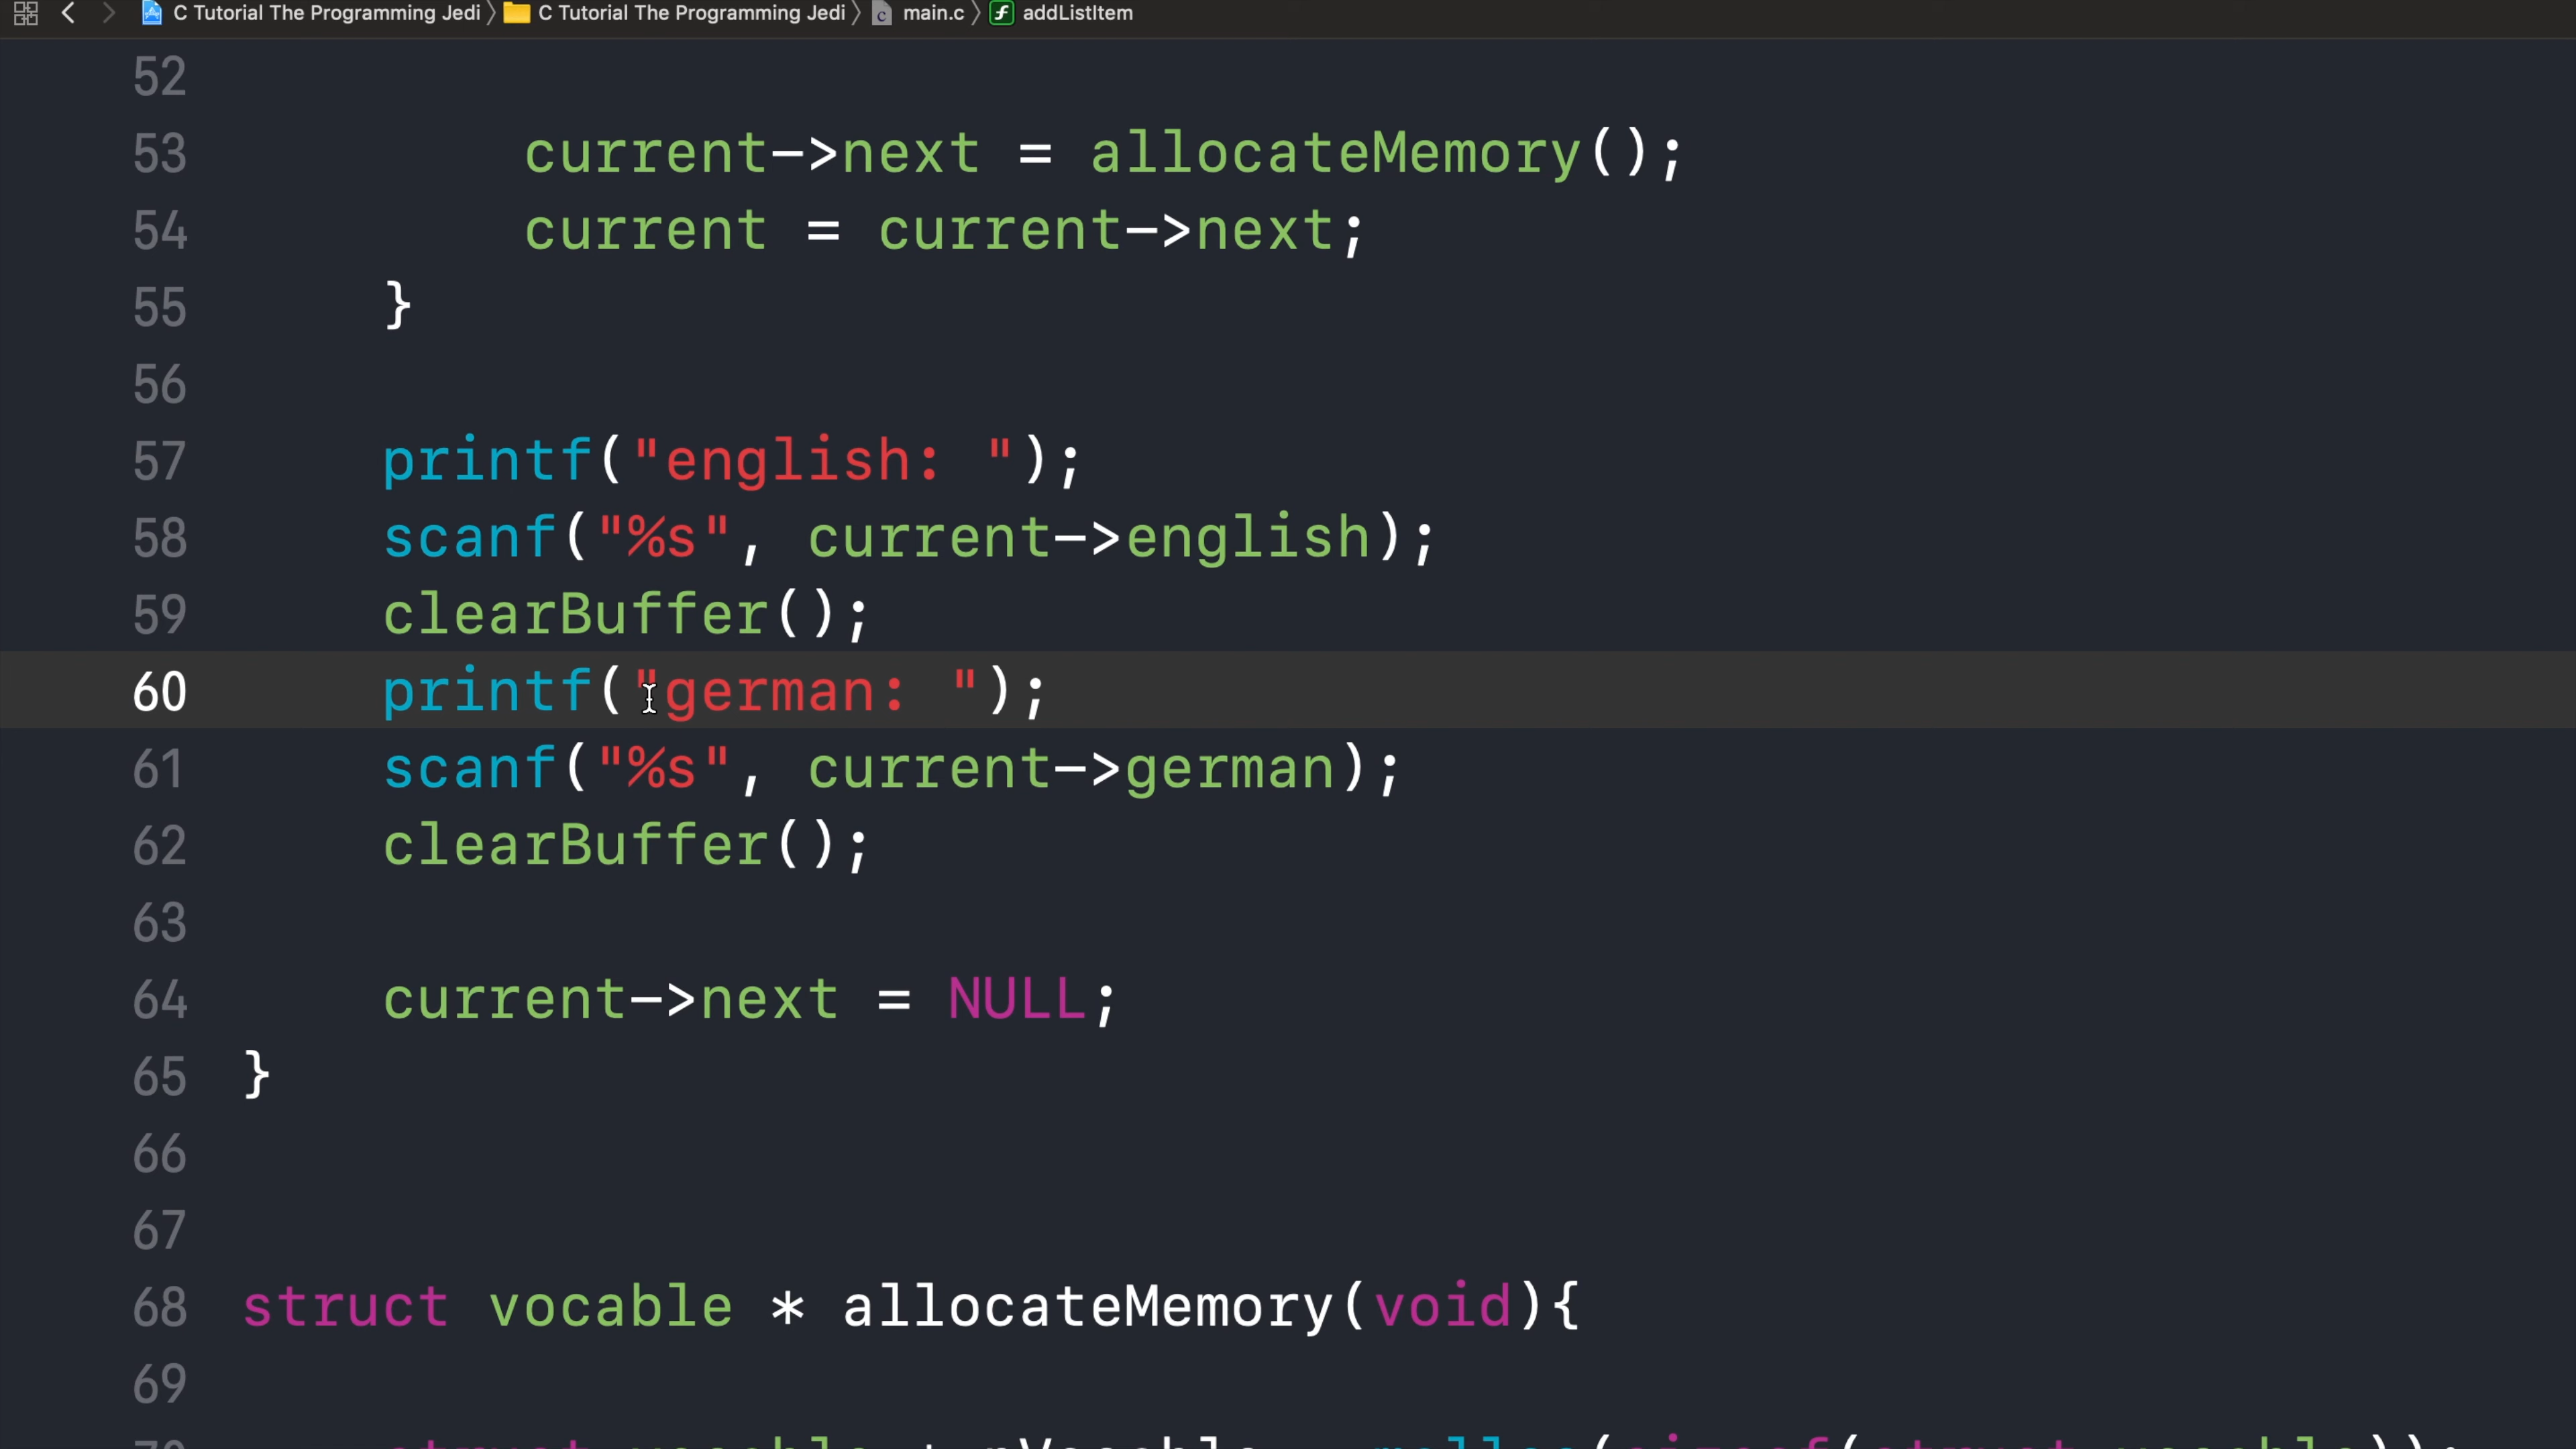 C Tutorial The Programming Jedi C Tutorial The Programming Jedi main.c addListItem
52
53 current->next = allocateMemory();
54 current = current->next;
55 }
56
57 printf("english: ");
58 scanf("%s", current->english);
59 clearBuffer();
60 printf("german: ");
61 scanf("%s", current->german);
62 clearBuffer();
63
64 current->next = NULL;
65 }
66
67
68 struct vocable * allocateMemory(void){
69